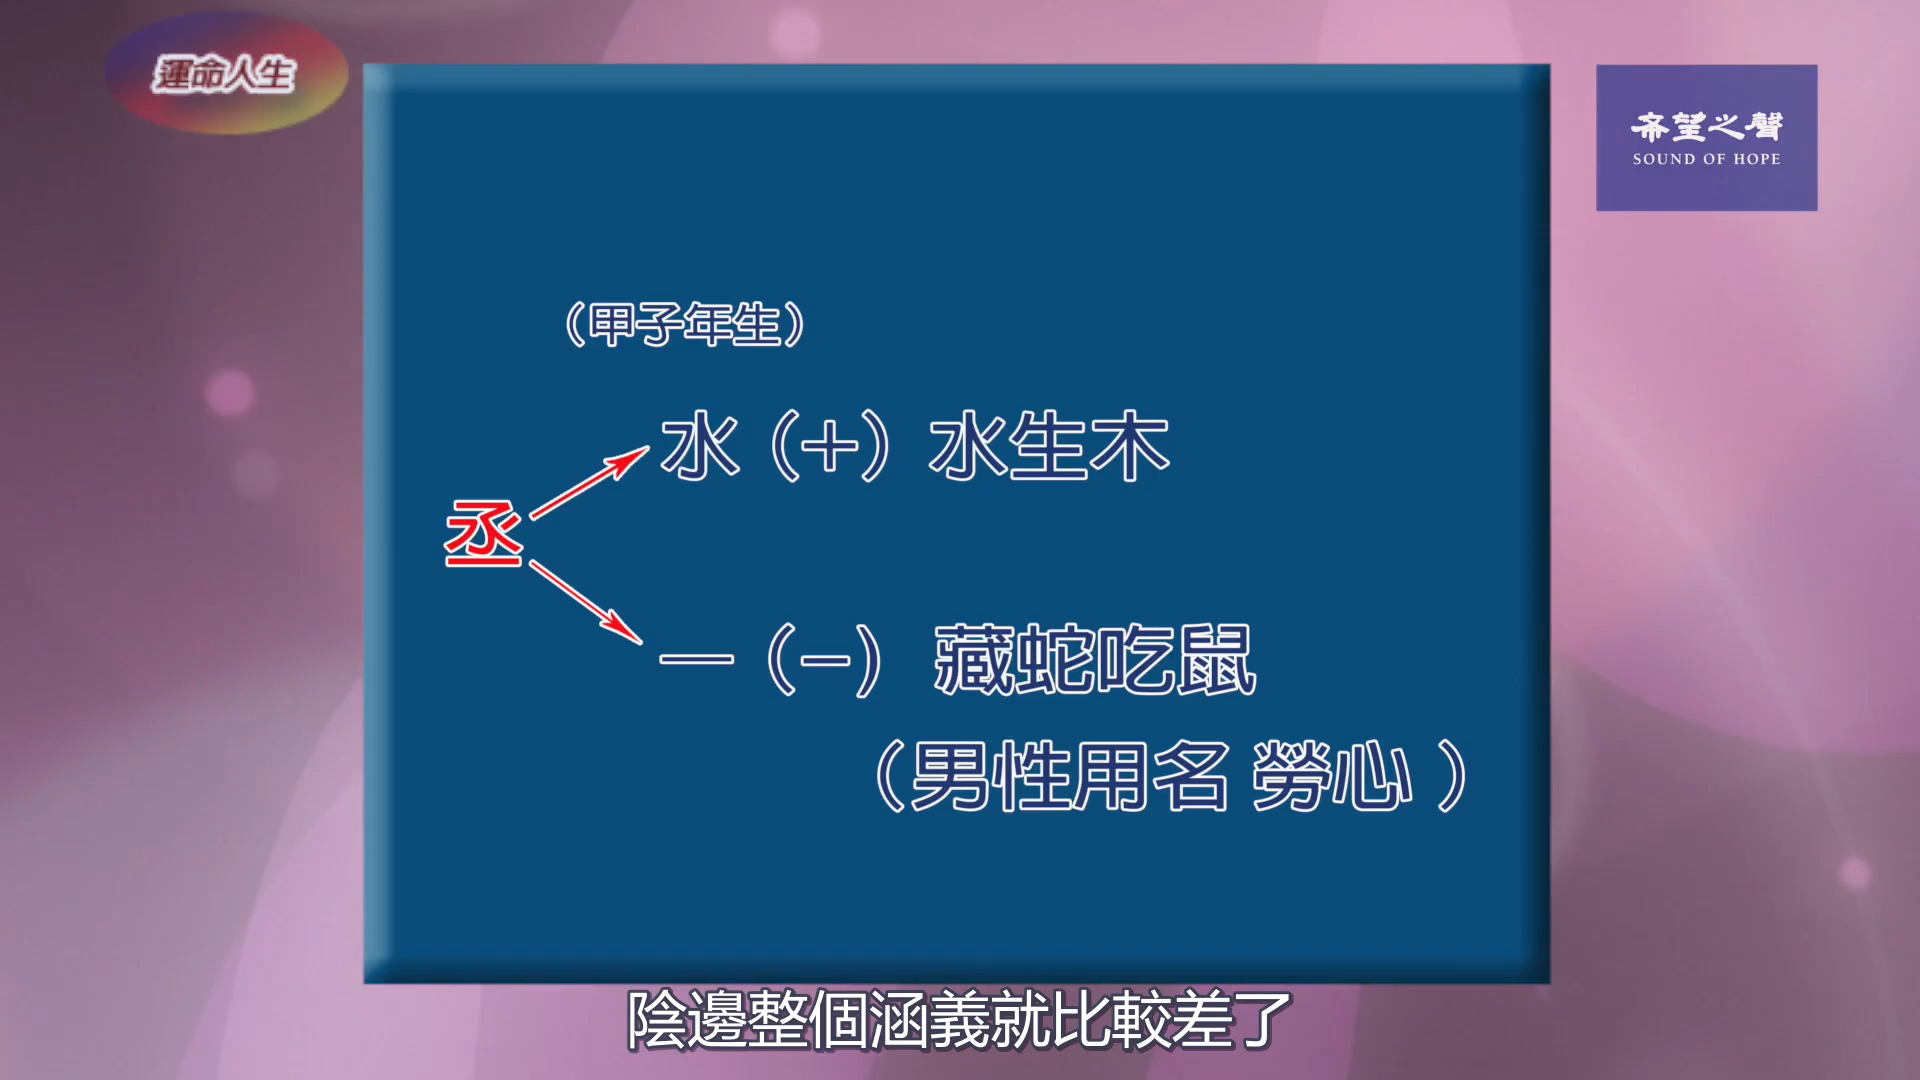 運命人生
希望之聲
SOUND OF HOPE
（甲子年生）
水（+）水生木
丞
一（−） 藏蛇吃鼠
（男性用名 勞心 ）
陰邊整個涵義就比較差了